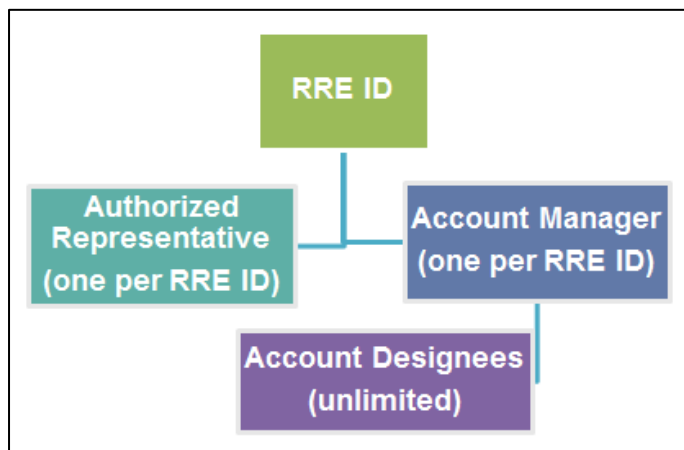 RRE ID
Authorized
Representative
(one per RRE ID)
Account Manager
(one per RRE ID)
Account Designees
(unlimited)